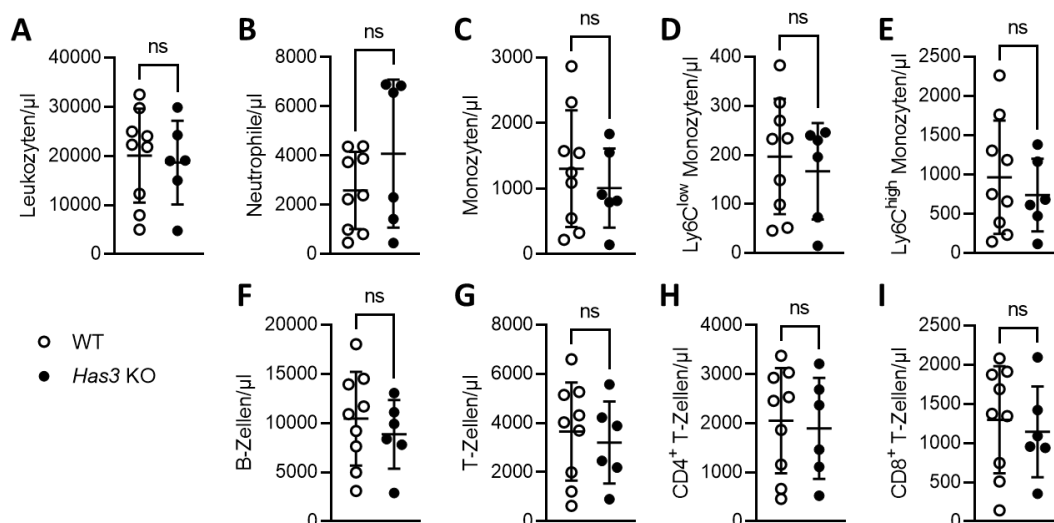 A
Leukozyten/µl
40000
30000
20000
10000
0
ns
B
Neutrophile/µl
8000
6000
4000
2000
0
ns
C
Monozyten/µl
3000
2000
1000
0
ns
D
Ly6Clow Monozyten/µl
400
300
200
100
0
ns
E
Ly6Chigh Monozyten/µl
2500
2000
1500
1000
500
0
ns
WT
Has3 KO
F
B-Zellen/µl
20000
15000
10000
5000
0
ns
G
T-Zellen/µl
8000
6000
4000
2000
0
ns
H
CD4+ T-Zellen/µl
4000
3000
2000
1000
0
ns
I
CD8+ T-Zellen/µl
2500
2000
1500
1000
500
0
ns